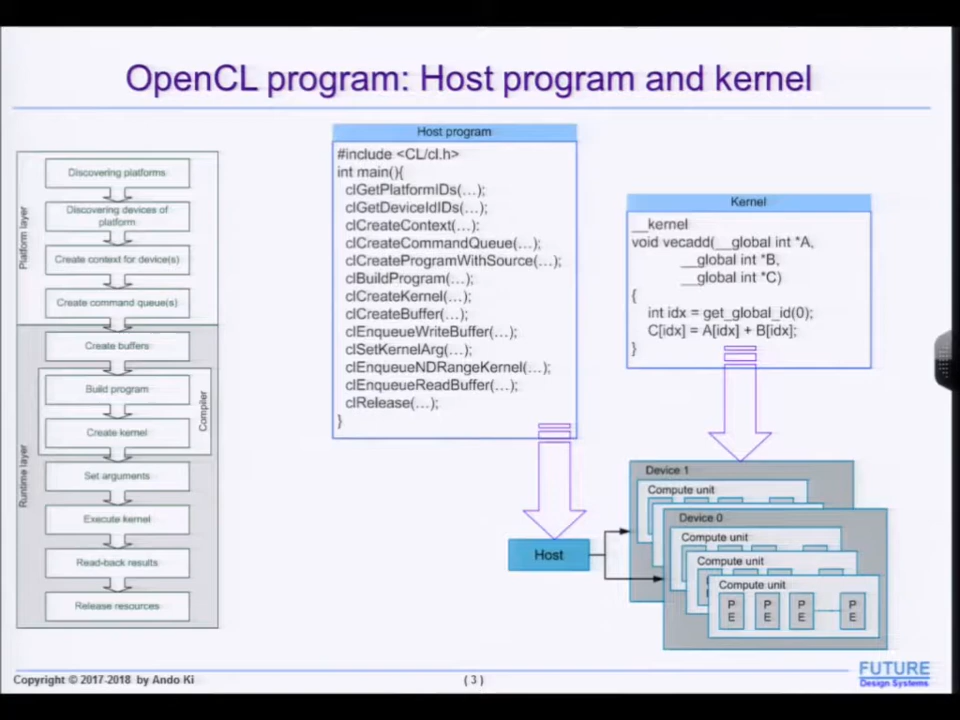 OpenCL program: Host program and kernel
Platform layer
Discovering platforms
Discovering devices of
platform
Create context for device(s)
Create command queue(s)
Runtime layer
Create buffers
Compiler
Build program
Create kernel
Set arguments
Execute kernel
Read-back results
Release resources
Host program
#include <CL/cl.h>
int main(){
clGetPlatformIDs(…);
clGetDeviceIdIDs(…);
clCreateContext(…):
clCreateCommandQueue(…);
clCreateProgramWithSource(…);
clBuildProgram(…);
clCreateKernel(…);
clCreateBuffer(…);
clEnqueueWriteBuffer(…);
clSetKernelArg(…);
clEnqueueNDRangeKernel(…);
clEnqueueReadBuffer(…);
clRelease(…);
}
Kernel
__kernel
void vecadd(__global int *A,
__global int *B,
__global int *C)
{
int idx = get_global_id(0);
C[idx] = A[idx] + B[idx];
}
Host
Device 1
Compute unit
Device 0
Compute unit
Compute unit
Compute unit
P E
P E
P E
P E
Copyright © 2017-2018 by Ando Ki
( 3 )
FUTURE
Design Systems